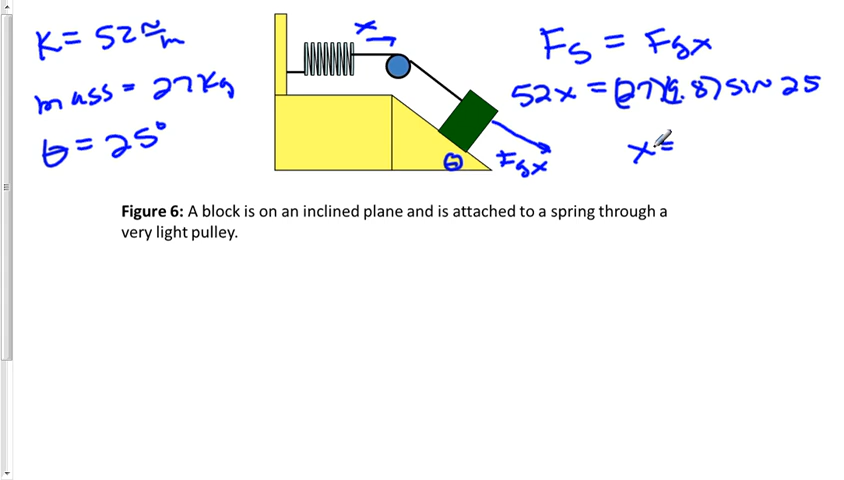 K = 52 N/m
mass = 27 kg
θ = 25°
x
Fs = Fgx
52x = (27)(9.8) sin 25
x =
θ
Fgx
Figure 6: A block is on an inclined plane and is attached to a spring through a
very light pulley.